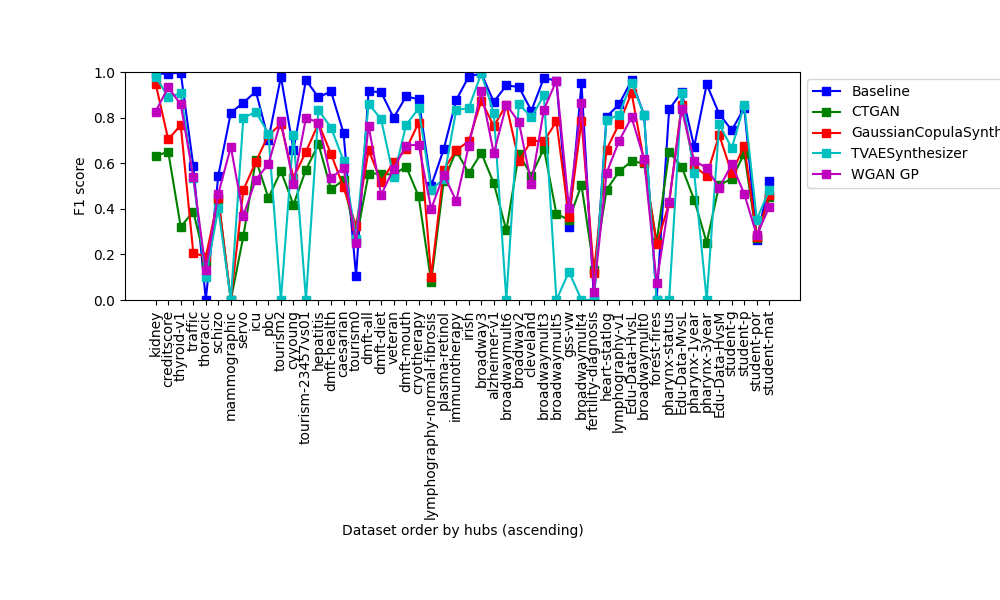 1.0
0.8
0.6
0.4
0.2
0.0
F1 score
kidney
creditscore
thyroid-v1
traffic
thoracic
schizo
mammographic
servo
icu
pbc
tourism2
cyyoung
tourism-23457vs01
hepatitis
dmft-health
caesarian
tourism0
dmft-all
dmft-diet
veteran
dmft-mouth
cryotherapy
lymphography-normal-fibrosis
plasma-retinol
immunotherapy
irish
broadway3
alzheimer-v1
broadwaymult6
broadway2
cleveland
broadwaymult3
broadwaymult5
gss-vw
broadwaymult4
fertility-diagnosis
heart-statlog
lymphography-v1
Edu-Data-HvsL
broadwaymult0
forest-fires
pharynx-status
Edu-Data-MvsL
pharynx-1year
pharynx-3year
Edu-Data-HvsM
student-g
student-p
student-por
student-mat
Dataset order by hubs (ascending)
Baseline
CTGAN
GaussianCopulaSynth
TVAESynthesizer
WGAN GP